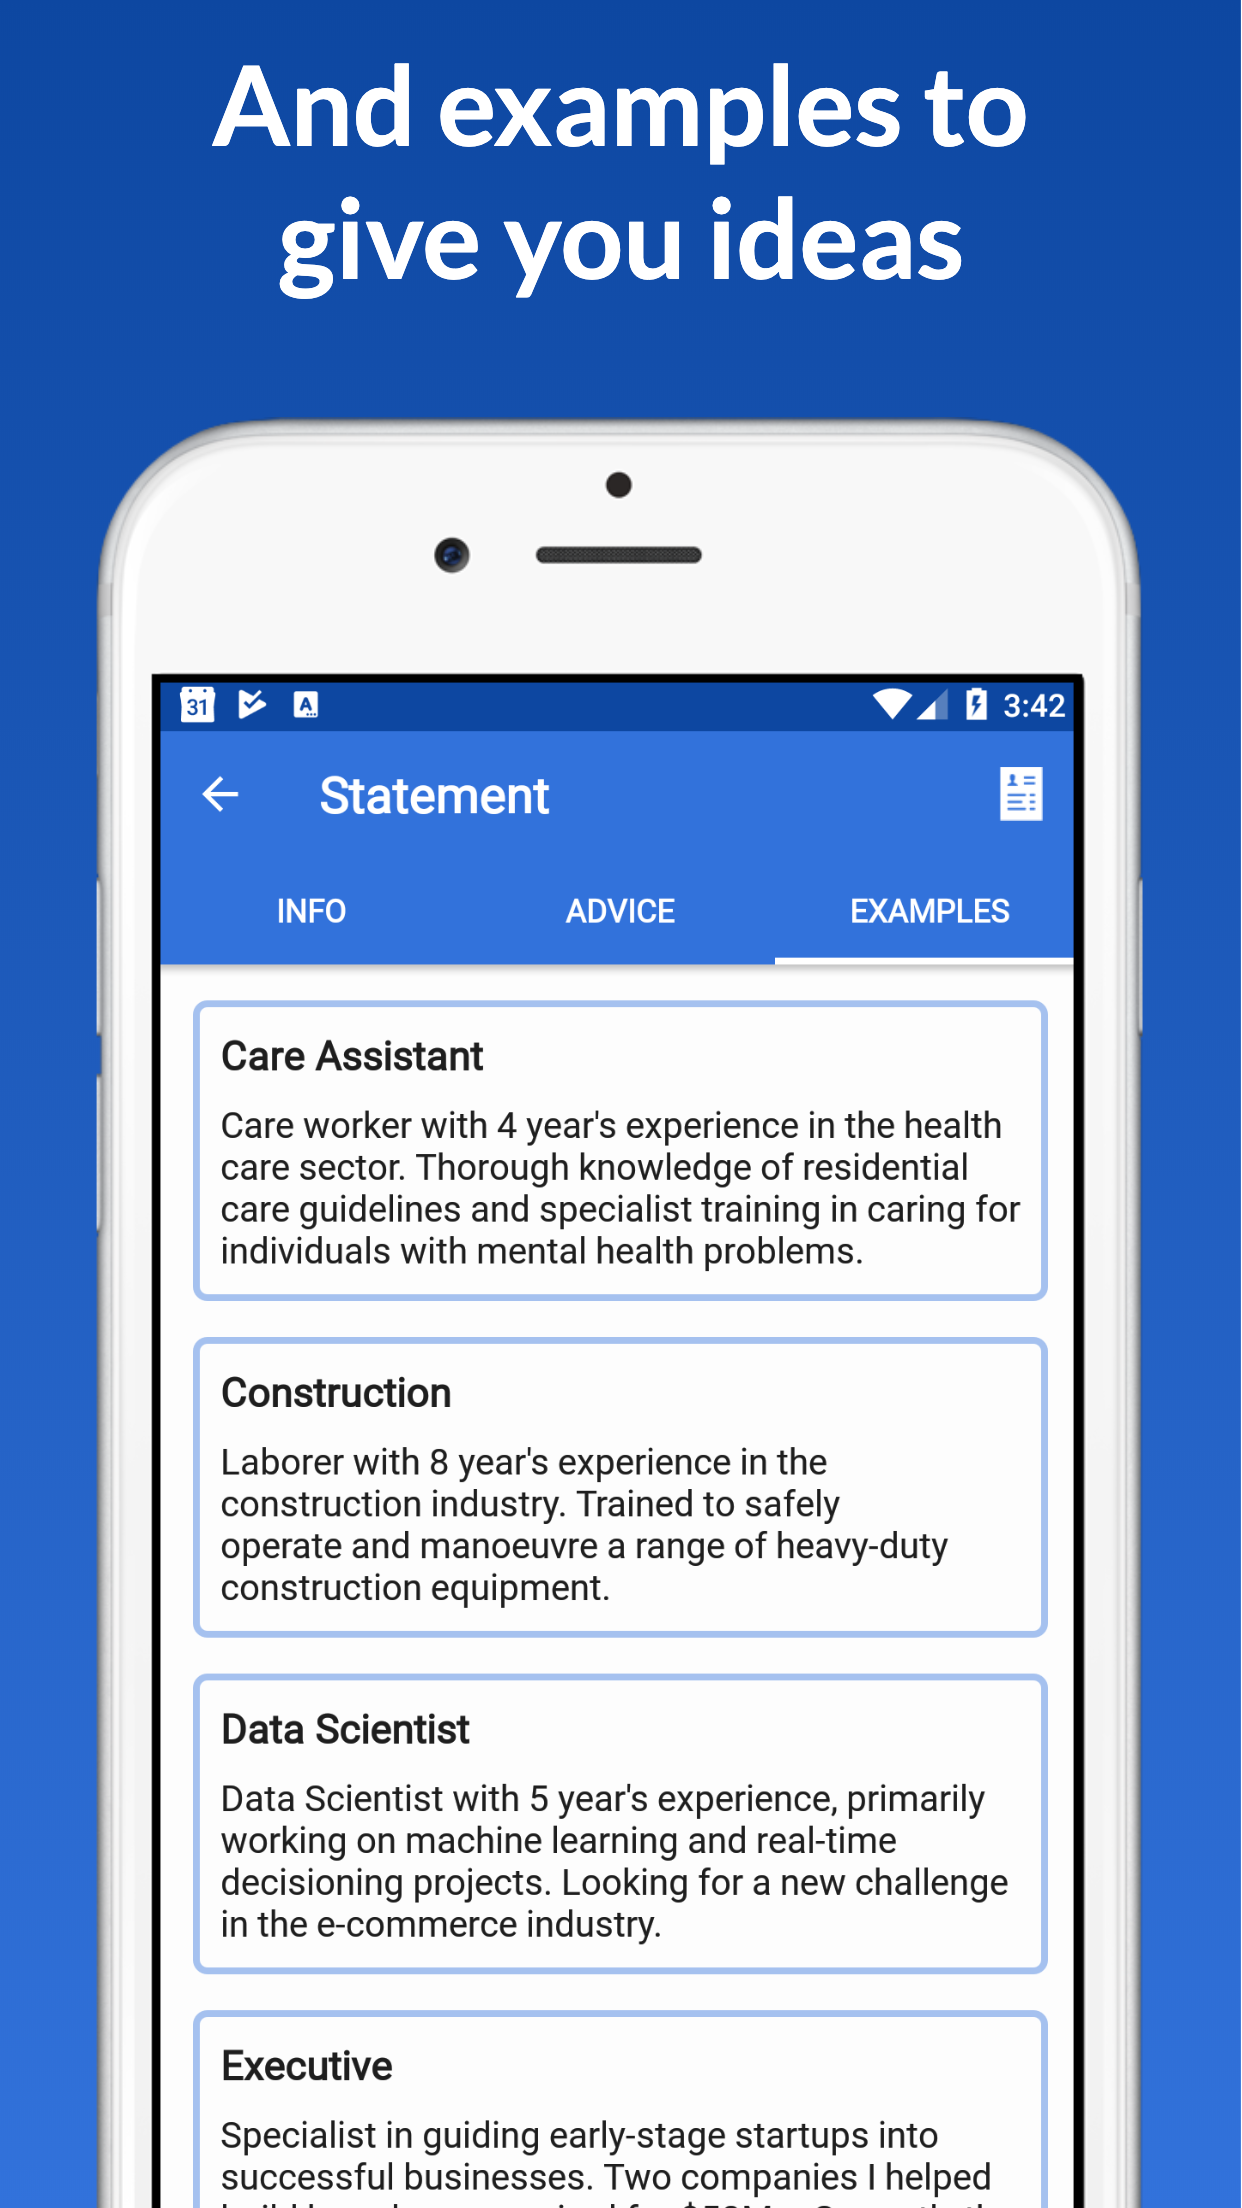 And examples to
give you ideas
31
A
3:42
Statement
INFO
ADVICE
EXAMPLES
Care Assistant
Care worker with 4 year's experience in the health
care sector. Thorough knowledge of residential
care guidelines and specialist training in caring for
individuals with mental health problems.
Construction
Laborer with 8 year's experience in the
construction industry. Trained to safely
operate and manoeuvre a range of heavy-duty
construction equipment.
Data Scientist
Data Scientist with 5 year's experience, primarily
working on machine learning and real-time
decisioning projects. Looking for a new challenge
in the e-commerce industry.
Executive
Specialist in guiding early-stage startups into
successful businesses. Two companies I helped